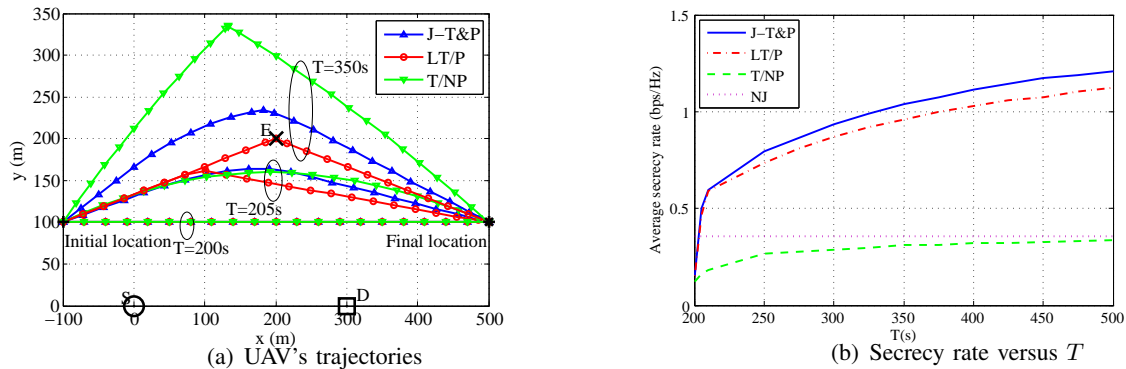 350
300
250
200
150
100
50
0
y (m)
J−T&P
LT/P
T/NP
T=350s
E
T=205s
Initial location
T=200s
Final location
S
D
−100
0
100
200
300
400
500
x (m)
(a) UAV's trajectories
1.5
1
0.5
0
Average secrecy rate (bps/Hz)
J−T&P
LT/P
T/NP
NJ
200
250
300
350
400
450
500
T(s)
(b) Secrecy rate versus T